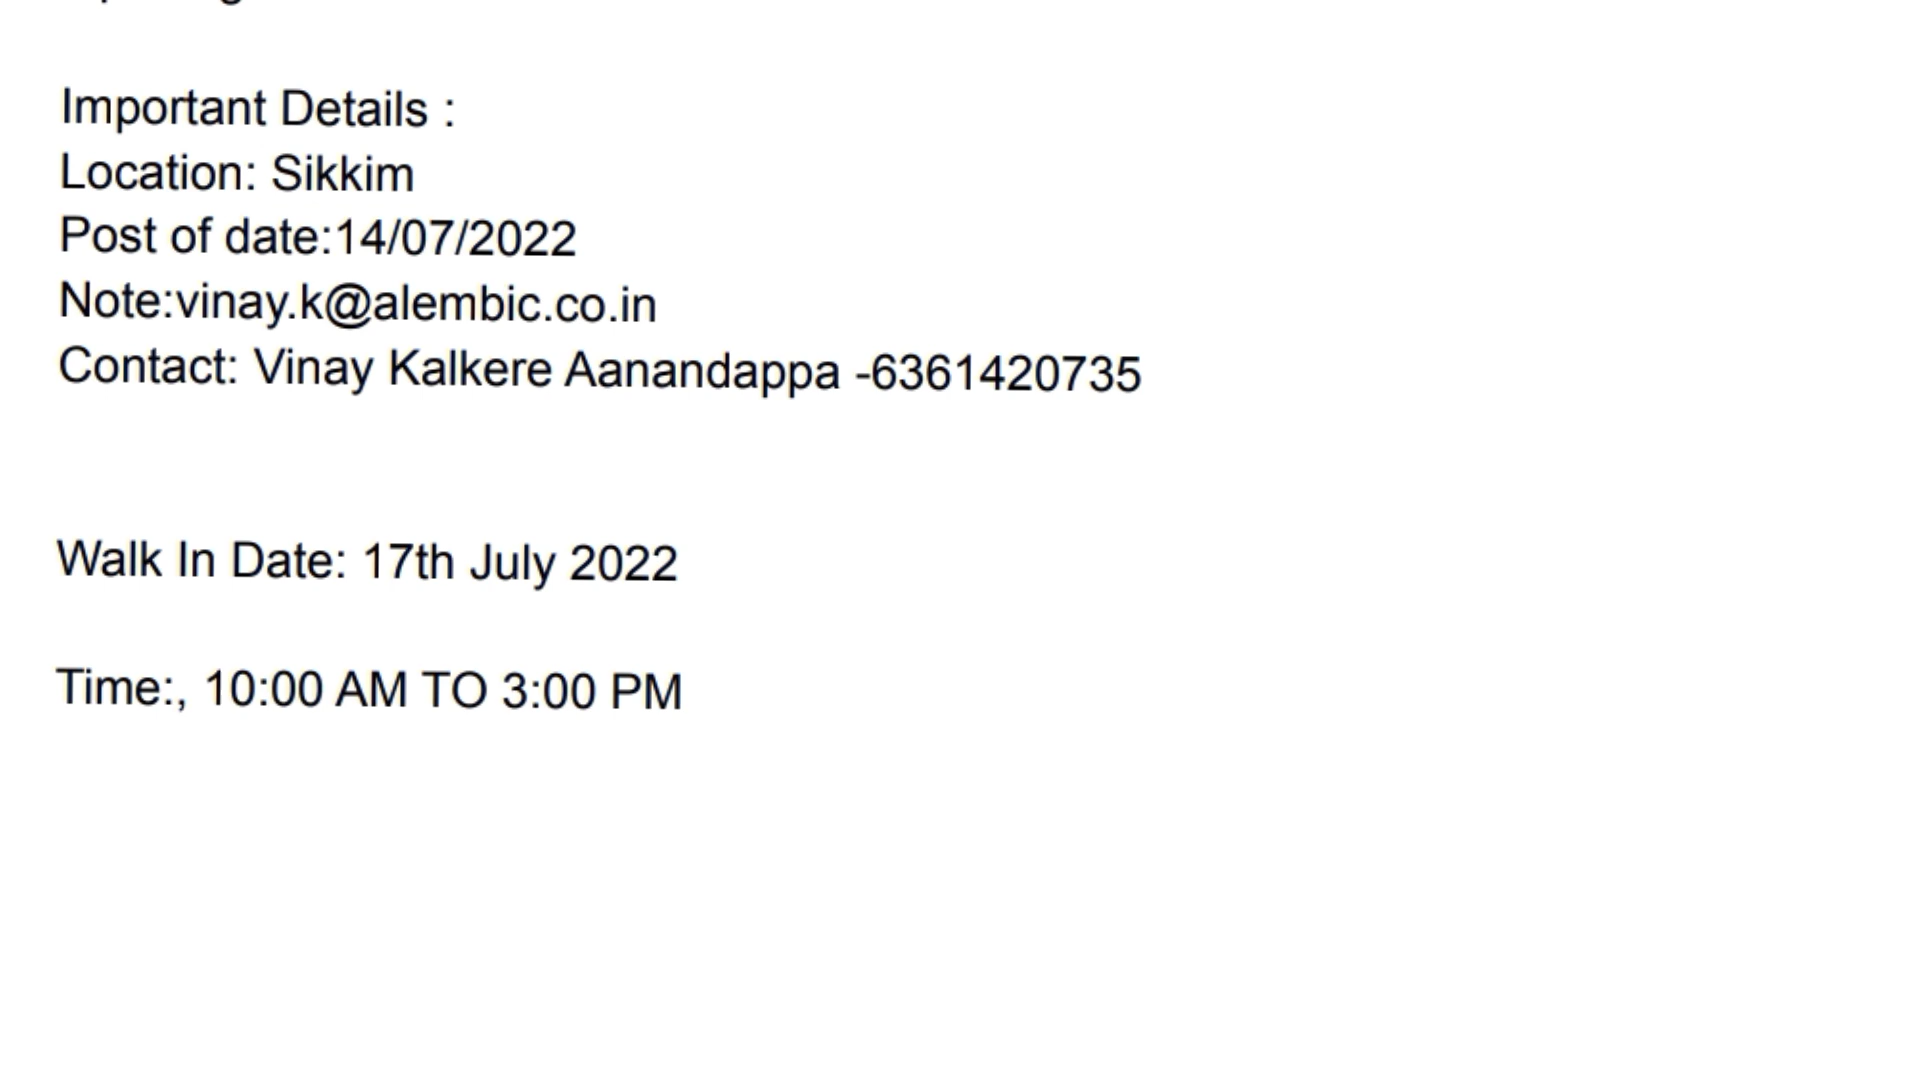 Important Details :
Location: Sikkim
Post of date:14/07/2022
Note:vinay.k@alembic.co.in
Contact: Vinay Kalkere Aanandappa -6361420735
Walk In Date: 17th July 2022
Time:, 10:00 AM TO 3:00 PM